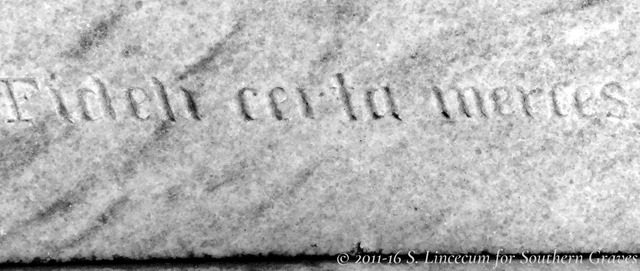 Fideli certa merces
© 2011-16 S. Lincecum for Southern Graves